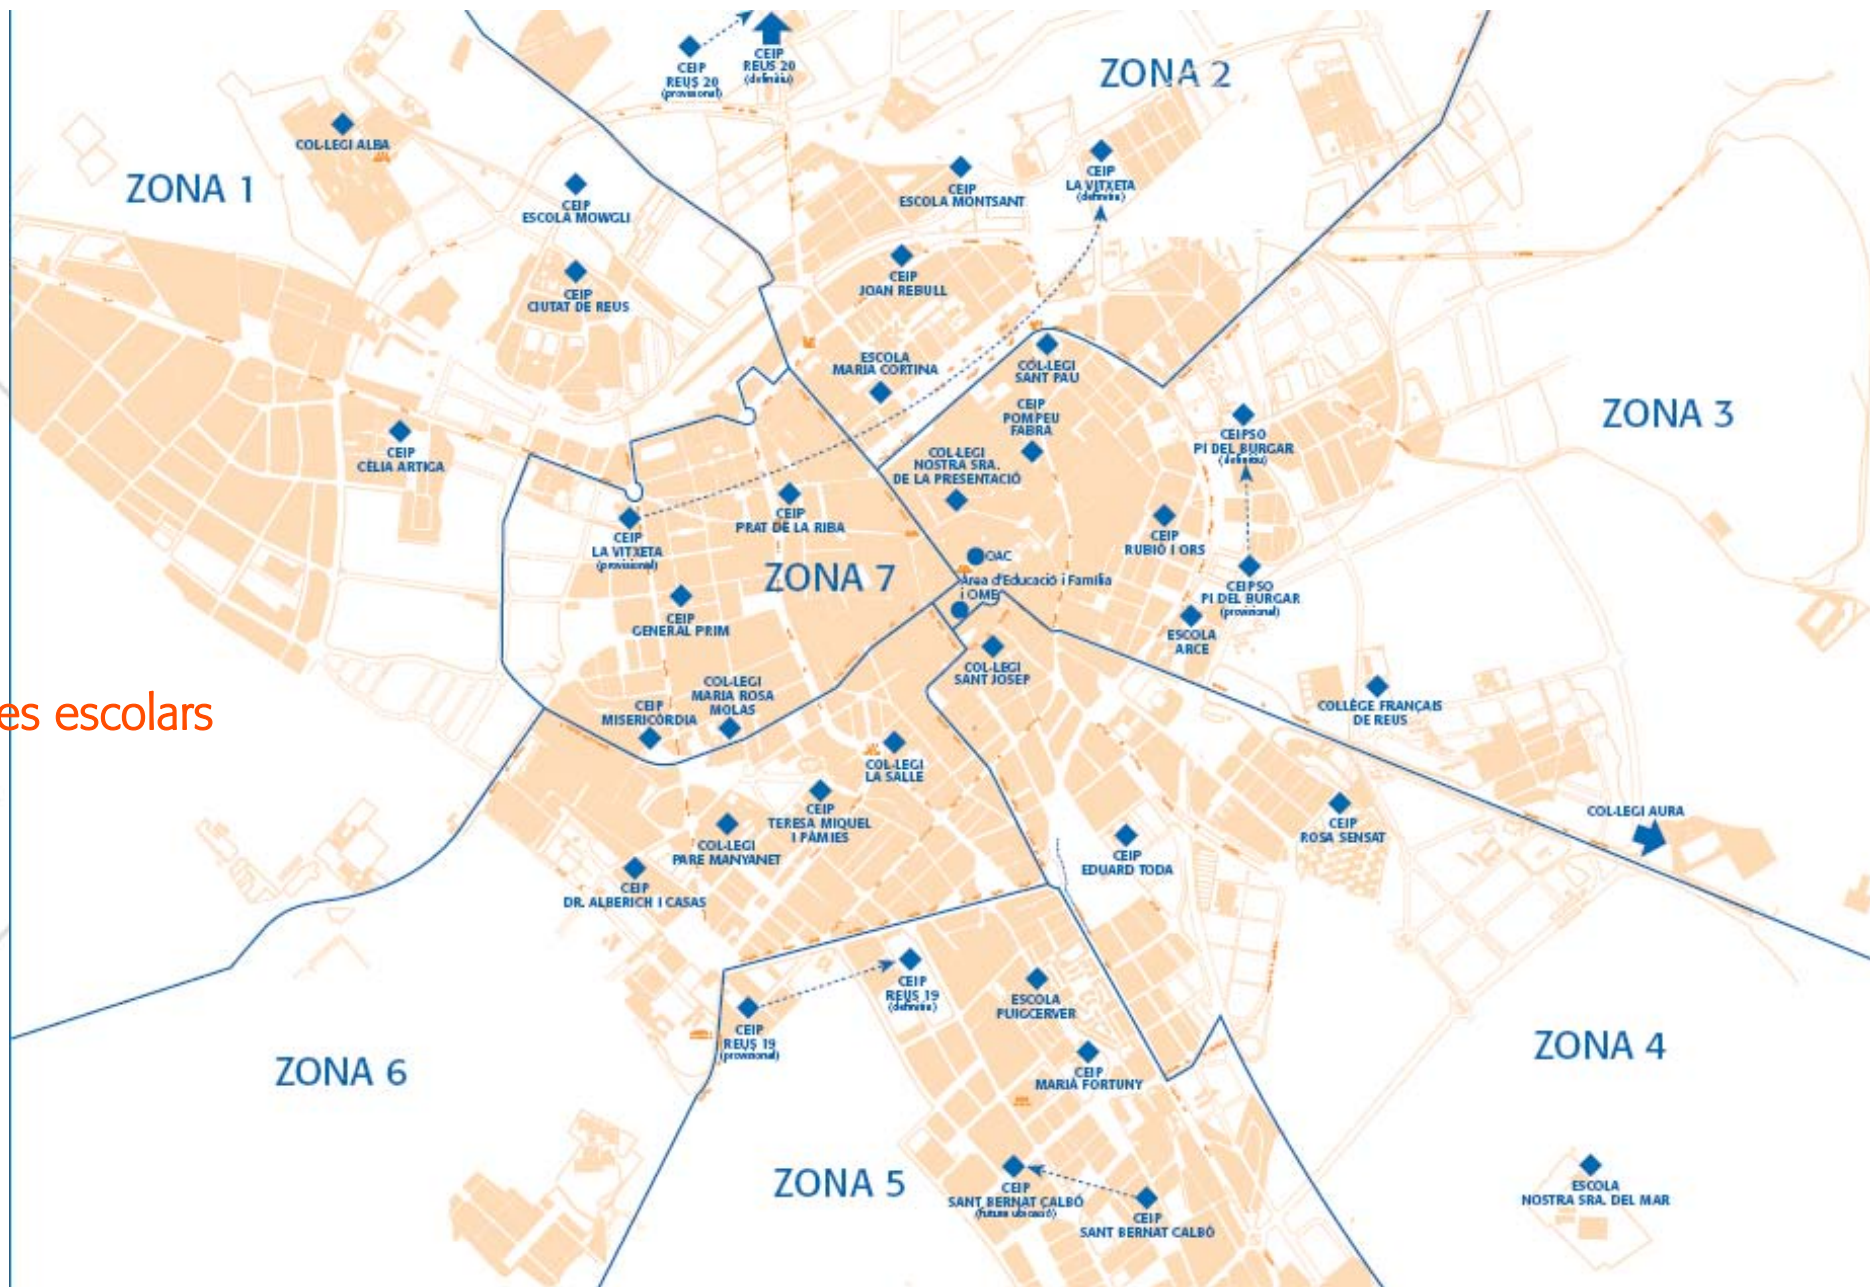 CEIP
REUS 20
(provisional)
CEIP
REUS 20
(definitiu)
ZONA 2
COL·LEGI ALBA
ZONA 1
CEIP
ESCOLA MOWGLI
CEIP
ESCOLA MONTSANT
CEIP
LA VITXETA
(definitiu)
CEIP
CIUTAT DE REUS
CEIP
JOAN REBULL
ESCOLA
MARIA CORTINA
COL·LEGI
SANT PAU
CEIP
POMPEU
FABRA
ZONA 3
CEIPSO
PI DEL BURGAR
(definitiu)
CEIP
CÈLIA ARTIGA
COL·LEGI
NOSTRA SRA.
DE LA PRESENTACIÓ
CEIP
PRAT DE LA RIBA
CEIP
LA VITXETA
(provisional)
CEIP
RUBIÓ I ORS
OAC
ZONA 7
Àrea d'Educació i Família
i OME
CEIPSO
PI DEL BURGAR
(provisional)
CEIP
GENERAL PRIM
ESCOLA
ARCE
COL·LEGI
SANT JOSEP
COL·LEGI
MARIA ROSA
MOLAS
CEIP
MISERICÒRDIA
COLLÈGE FRANÇAIS
DE REUS
es escolars
COL·LEGI
LA SALLE
CEIP
TERESA MIQUEL
I PÀMIES
COL·LEGI
PARE MANYANET
CEIP
DR. ALBERICH I CASAS
CEIP
EDUARD TODA
CEIP
ROSA SENSAT
COL·LEGI AURA
CEIP
REUS 19
(definitiu)
CEIP
REUS 19
(provisional)
ESCOLA
PUIGCERVER
CEIP
MARIÀ FORTUNY
ZONA 4
ZONA 6
ZONA 5
CEIP
SANT BERNAT CALBÓ
(futura ubicació)
CEIP
SANT BERNAT CALBÓ
ESCOLA
NOSTRA SRA. DEL MAR